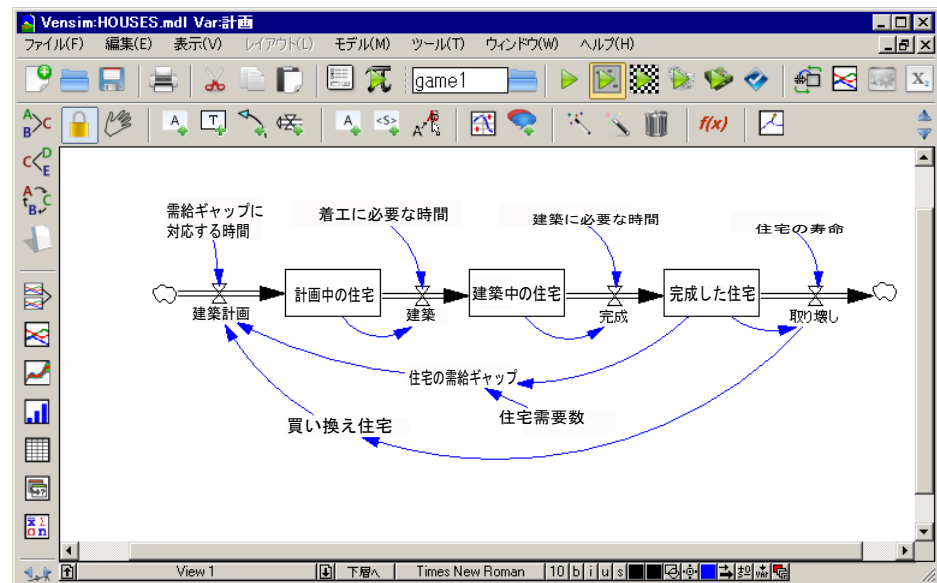 Vensim:HOUSES.mdl Var:計画
ファイル(F) 編集(E) 表示(V) レイアウト(L) モデル(M) ツール(T) ウィンドウ(W) ヘルプ(H)
game1
f(x)
需給ギャップに
対応する時間
着工に必要な時間
建築に必要な時間
住宅の寿命
計画中の住宅
建築中の住宅
完成した住宅
建築計画
建築
完成
取り壊し
住宅の需給ギャップ
買い換え住宅
住宅需要数
View 1 下層へ Times New Roman 10 b i u s